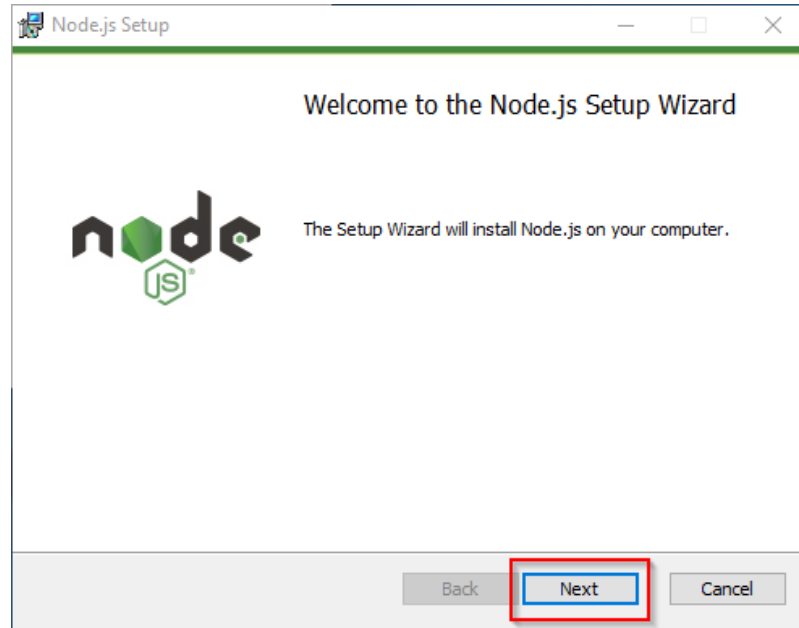 Node.js Setup
Welcome to the Node.js Setup Wizard
node
JS®
The Setup Wizard will install Node.js on your computer.
Back
Next
Cancel